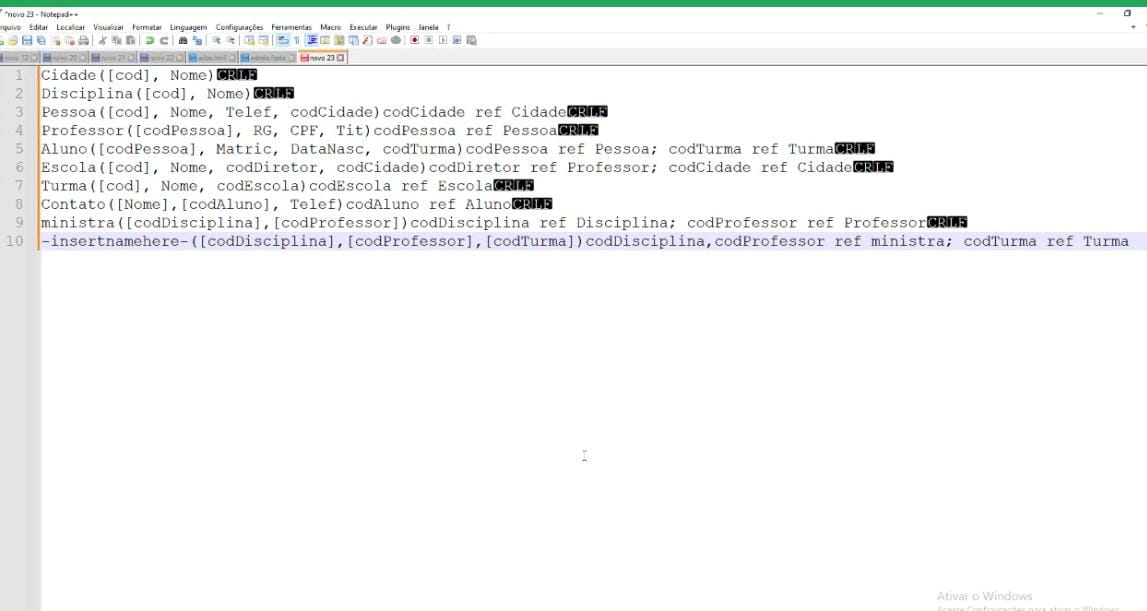 *novo 23 - Notepad++
rquivo Editar Localizar Visualizar Formatar Linguagem Configurações Ferramentas Macro Executar Plugins Janela ?
novo 12 novo 20 novo 21 novo 22 novo 23
1 Cidade([cod], Nome)CRLF
2 Disciplina([cod], Nome)CRLF
3 Pessoa([cod], Nome, Telef, codCidade)codCidade ref CidadeCRLF
4 Professor([codPessoa], RG, CPF, Tit)codPessoa ref PessoaCRLF
5 Aluno([codPessoa], Matric, DataNasc, codTurma)codPessoa ref Pessoa; codTurma ref TurmaCRLF
6 Escola([cod], Nome, codDiretor, codCidade)codDiretor ref Professor; codCidade ref CidadeCRLF
7 Turma([cod], Nome, codEscola)codEscola ref EscolaCRLF
8 Contato([Nome],[codAluno], Telef)codAluno ref AlunoCRLF
9 ministra([codDisciplina],[codProfessor])codDisciplina ref Disciplina; codProfessor ref ProfessorCRLF
10 -insertnamehere-([codDisciplina],[codProfessor],[codTurma])codDisciplina,codProfessor ref ministra; codTurma ref Turma
Ativar o Windows
Acesse Configurações para ativar o Windows.